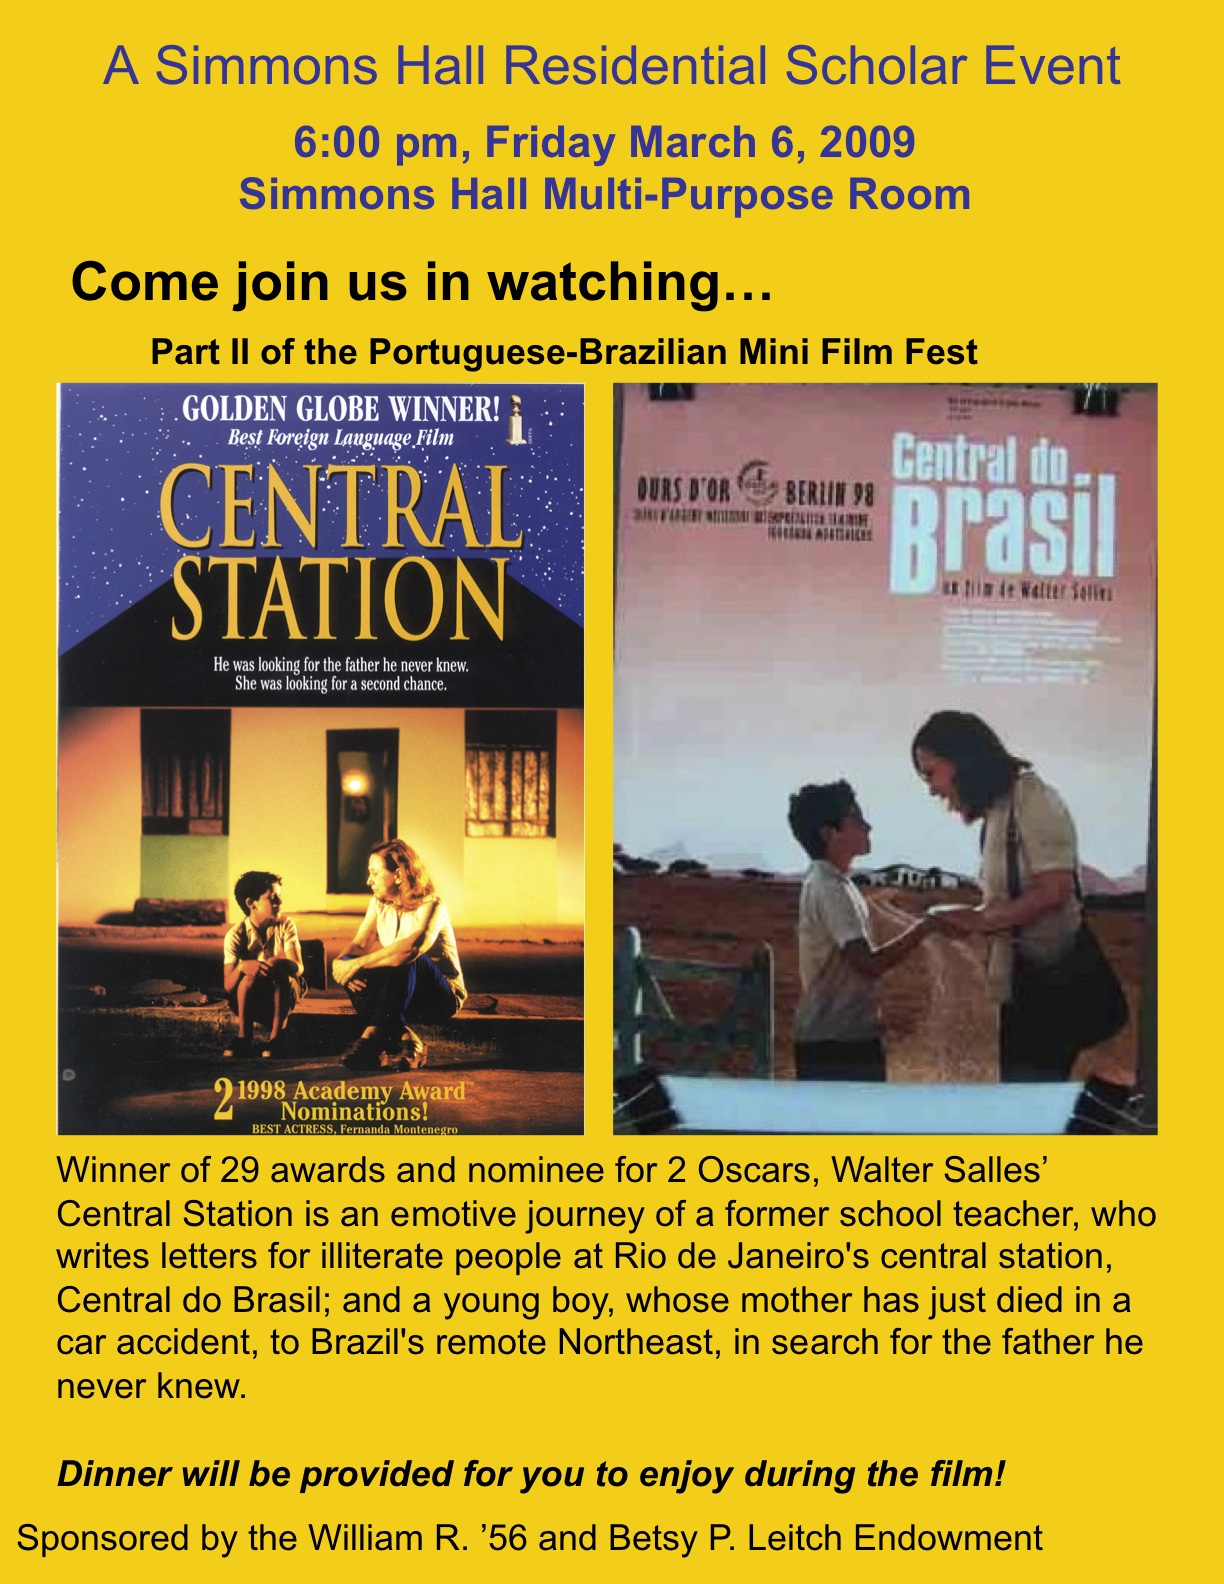 A Simmons Hall Residential Scholar Event
6:00 pm, Friday March 6, 2009
Simmons Hall Multi-Purpose Room
Come join us in watching…
Part II of the Portuguese-Brazilian Mini Film Fest
GOLDEN GLOBE WINNER!
Best Foreign Language Film
CENTRAL
STATION
He was looking for the father he never knew.
She was looking for a second chance.
2 1998 Academy Award™
Nominations!
BEST ACTRESS, Fernanda Montenegro
Central do
Brasil
un film de Walter Salles
OURS D'OR BERLIN 98
Winner of 29 awards and nominee for 2 Oscars, Walter Salles’
Central Station is an emotive journey of a former school teacher, who
writes letters for illiterate people at Rio de Janeiro's central station,
Central do Brasil; and a young boy, whose mother has just died in a
car accident, to Brazil's remote Northeast, in search for the father he
never knew.
Dinner will be provided for you to enjoy during the film!
Sponsored by the William R. ’56 and Betsy P. Leitch Endowment